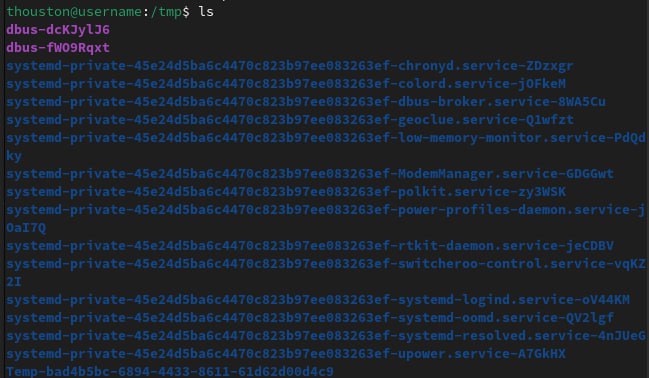 thouston@username:/tmp$ ls
dbus-dcKJylJ6
dbus-fWO9Rqxt
systemd-private-45e24d5ba6c4470c823b97ee083263ef-chronyd.service-ZDzxgr
systemd-private-45e24d5ba6c4470c823b97ee083263ef-colord.service-jOFkeM
systemd-private-45e24d5ba6c4470c823b97ee083263ef-dbus-broker.service-8WA5Cu
systemd-private-45e24d5ba6c4470c823b97ee083263ef-geoclue.service-Q1wfzt
systemd-private-45e24d5ba6c4470c823b97ee083263ef-low-memory-monitor.service-PdQd
ky
systemd-private-45e24d5ba6c4470c823b97ee083263ef-ModemManager.service-GDGGwt
systemd-private-45e24d5ba6c4470c823b97ee083263ef-polkit.service-zy3WSK
systemd-private-45e24d5ba6c4470c823b97ee083263ef-power-profiles-daemon.service-j
OaI7Q
systemd-private-45e24d5ba6c4470c823b97ee083263ef-rtkit-daemon.service-jeCDBV
systemd-private-45e24d5ba6c4470c823b97ee083263ef-switcheroo-control.service-vqKZ
2I
systemd-private-45e24d5ba6c4470c823b97ee083263ef-systemd-logind.service-oV44KM
systemd-private-45e24d5ba6c4470c823b97ee083263ef-systemd-oomd.service-QV2lgf
systemd-private-45e24d5ba6c4470c823b97ee083263ef-systemd-resolved.service-4nJUeG
systemd-private-45e24d5ba6c4470c823b97ee083263ef-upower.service-A7GkHX
Temp-bad4b5bc-6894-4433-8611-61d62d00d4c9